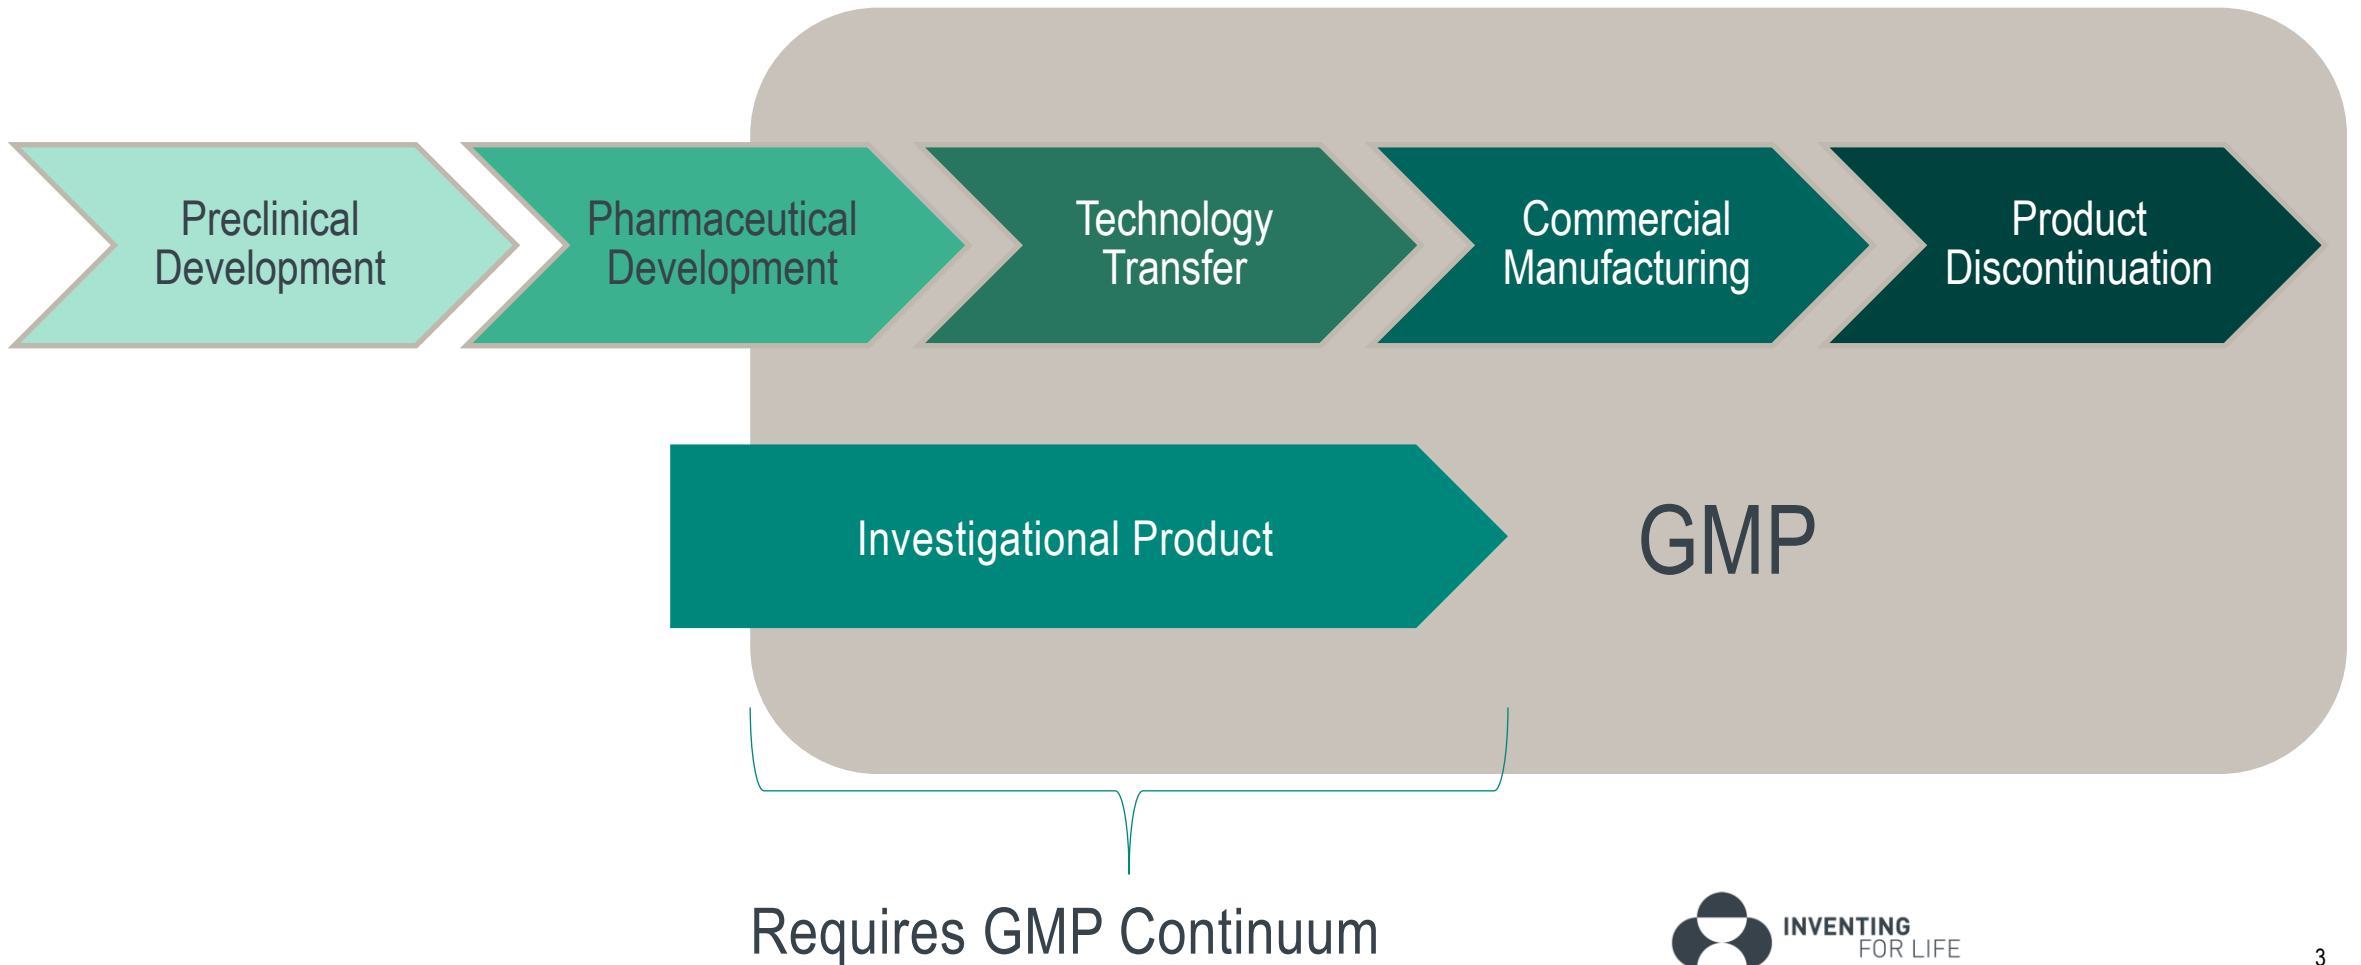 Preclinical
Development
Pharmaceutical
Development
Technology
Transfer
Commercial
Manufacturing
Product
Discontinuation
Investigational Product
GMP
Requires GMP Continuum
INVENTING
FOR LIFE
3